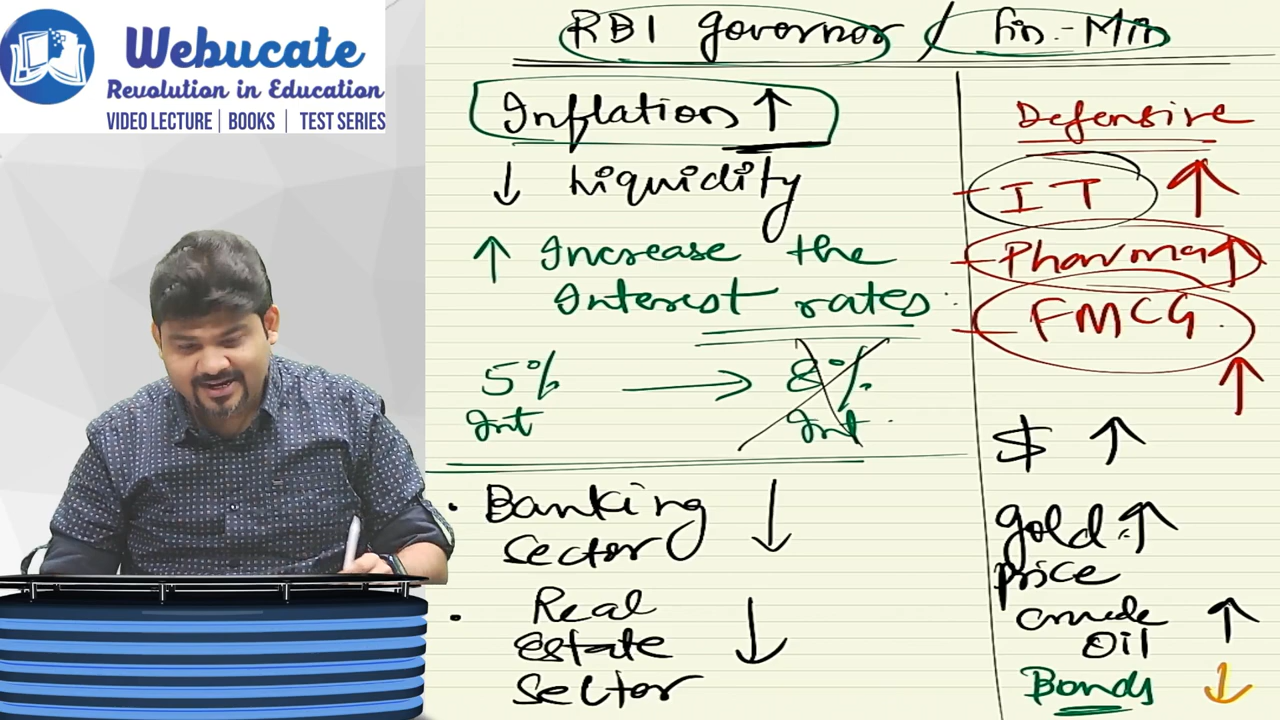 Webucate
Revolution in Education
VIDEO LECTURE | BOOKS | TEST SERIES
RBI governor / Fin.-Min
Inflation ↑
↓ Liquidity
↑ Increase the
Interest rates
5% → 8%
Int Int
• Banking ↓
Sector
• Real ↓
estate
Sector
Defensive
- IT ↑
- Pharma ↑
- FMCG
↑
$ ↑
gold ↑
price
crude ↑
Oil
Bonds ↓